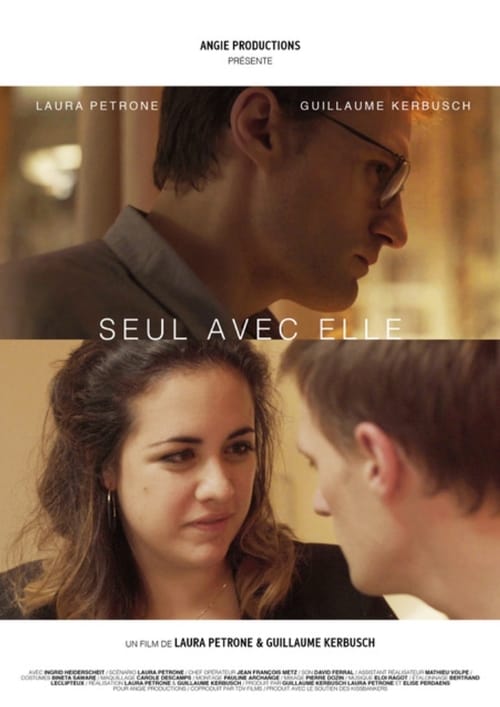 ANGIE PRODUCTIONS
PRÉSENTE
LAURA PETRONE GUILLAUME KERBUSCH
SEUL AVEC ELLE
UN FILM DE LAURA PETRONE & GUILLAUME KERBUSCH
AVEC INGRID HEIDERSCHEIT / SCÉNARIO LAURA PETRONE / CHEF OPÉRATEUR JEAN FRANÇOIS METZ / SON DAVID FERRAL / ASSISTANT RÉALISATEUR MATHIEU VOLPE /
COSTUMES BINETA SAWARE / MAQUILLAGE CAROLE DESCAMPS / MONTAGE PAULINE ARCHANGE / MIXAGE PIERRE DOZIN / MUSIQUE ELOI RAGOT / ÉTALONNAGE BERTRAND
LECLIPTEUX / RÉALISATION LAURA PETRONE & GUILLAUME KERBUSCH / PRODUIT PAR GUILLAUME KERBUSCH LAURA PETRONE ET ELISE PERDAENS
POUR ANGIE PRODUCTIONS / COPRODUIT PAR TDV FILMS / PRODUIT AVEC LE SOUTIEN DES KISSBANKERS